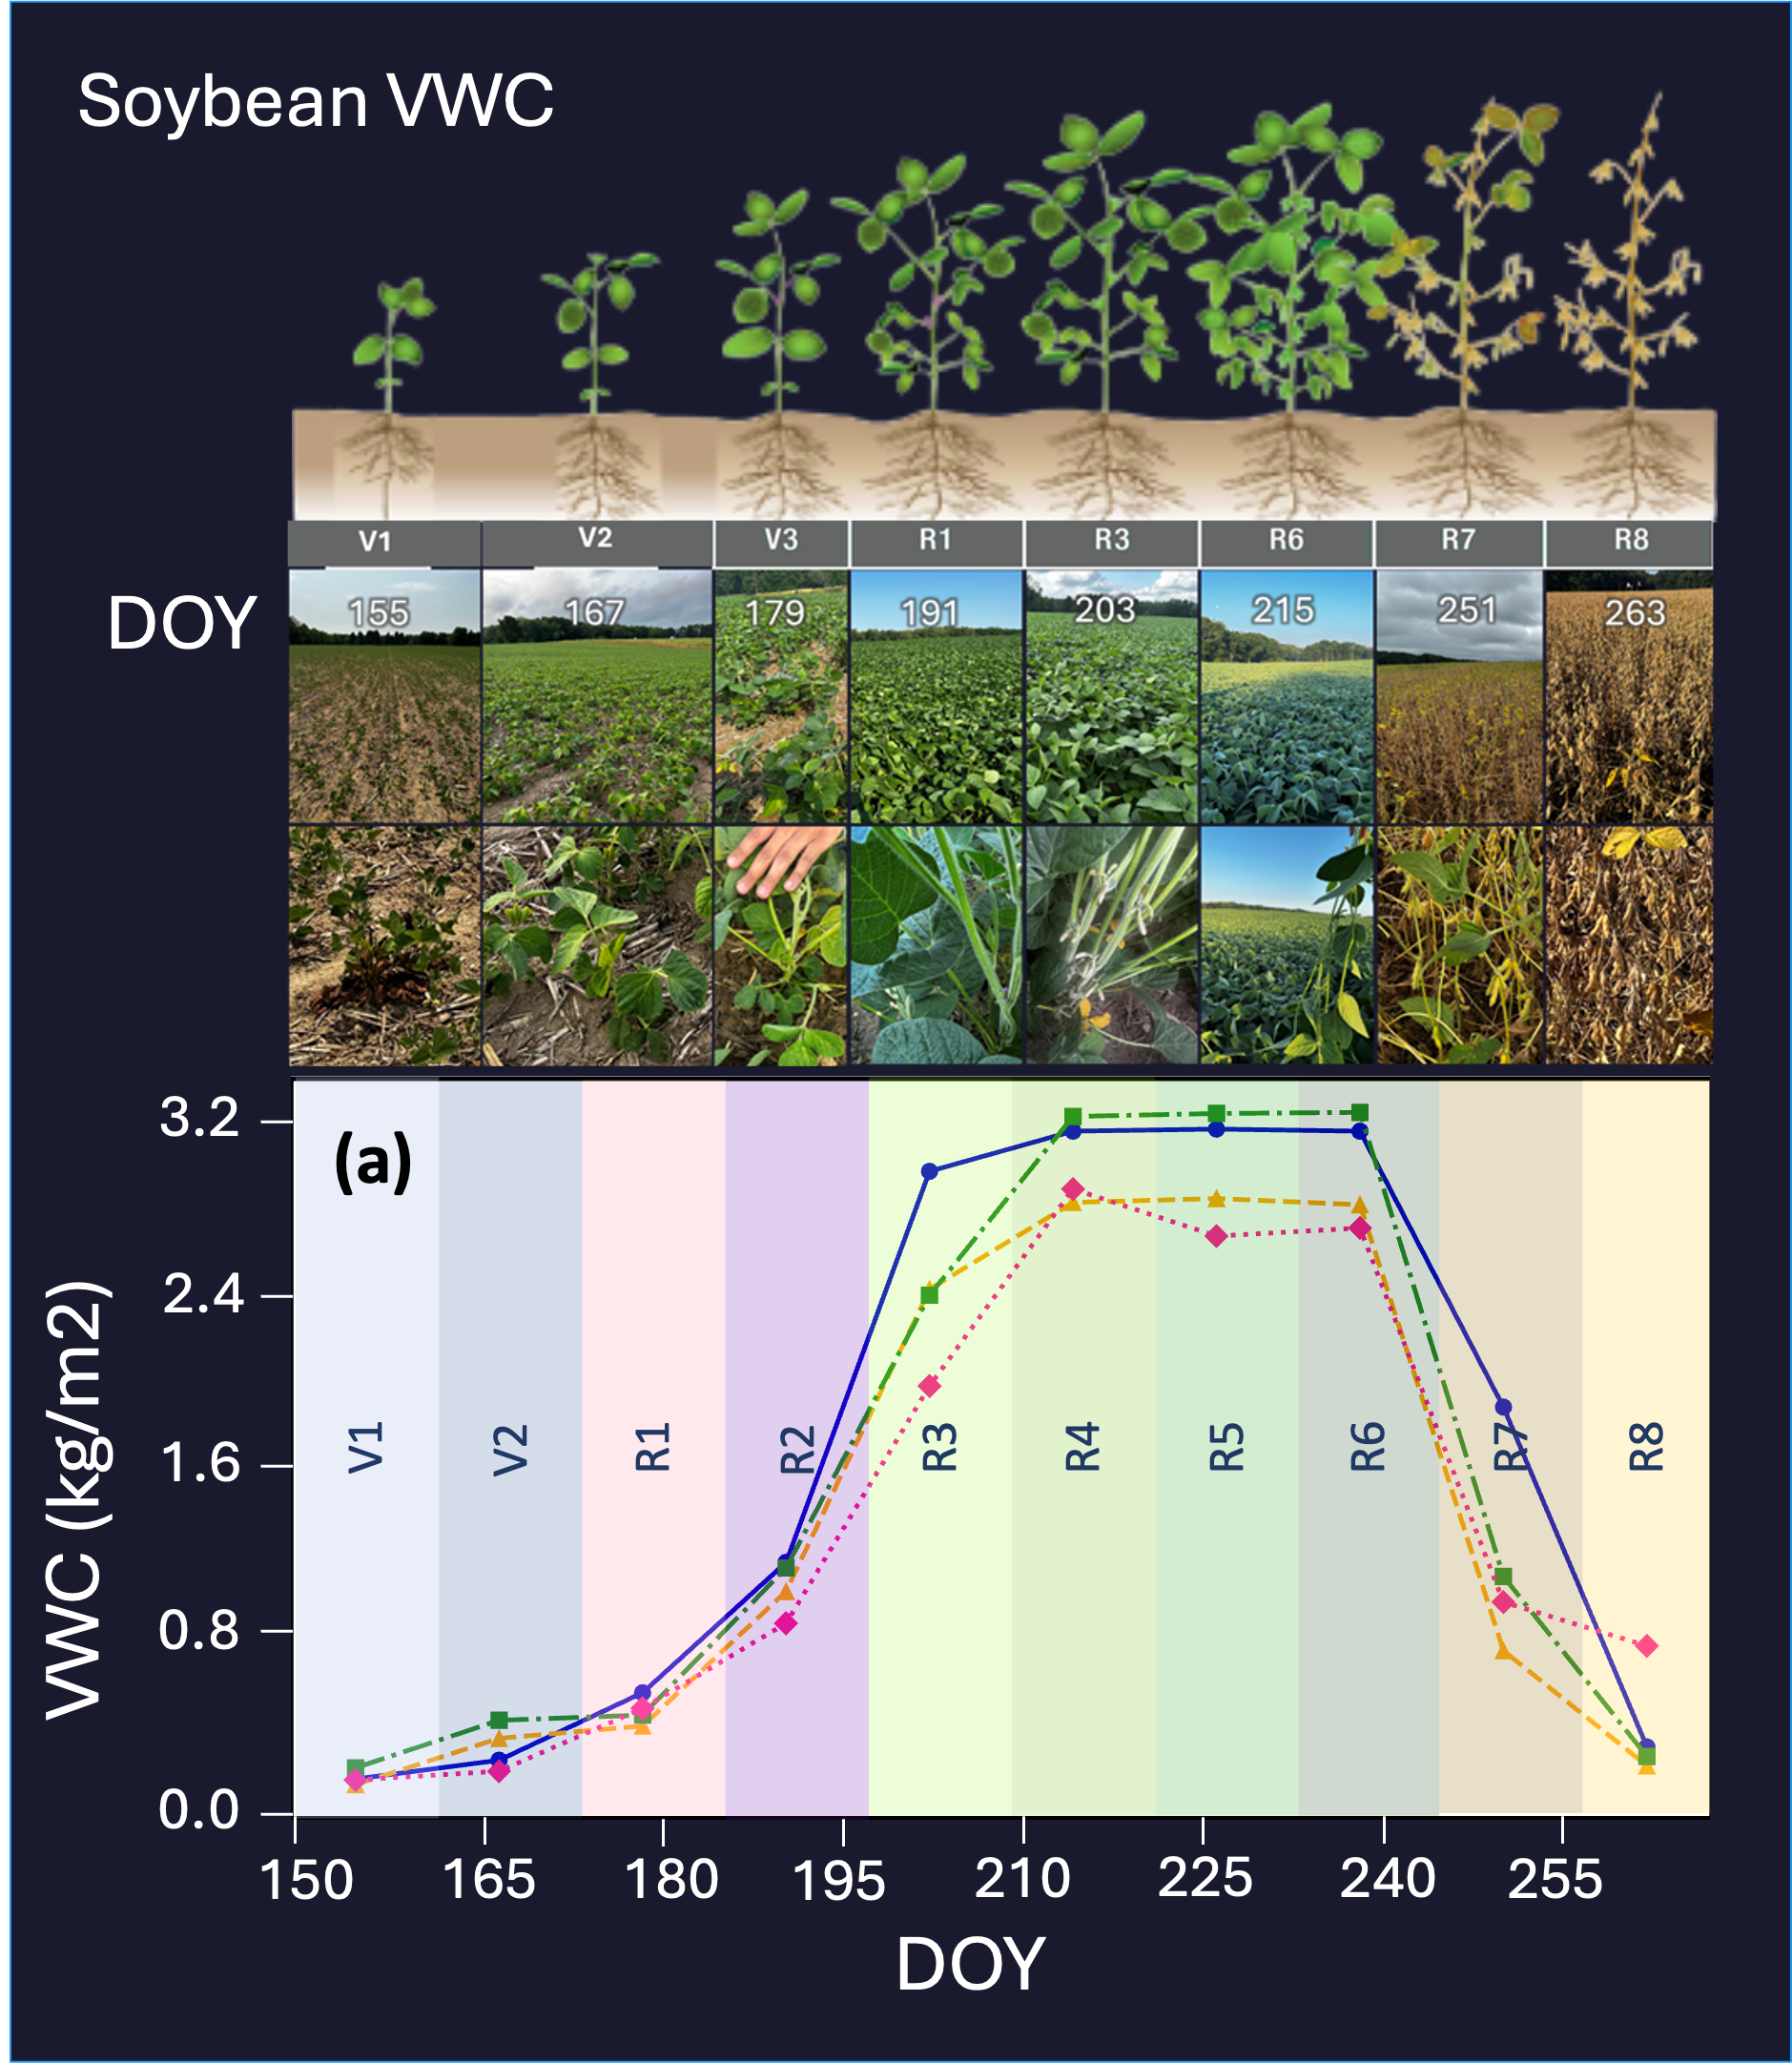 Soybean VWC
V1 V2 V3 R1 R3 R6 R7 R8
DOY 155 167 179 191 203 215 251 263
(a)
3.2
2.4
1.6
0.8
0.0
VWC (kg/m2)
V1 V2 R1 R2 R3 R4 R5 R6 R7 R8
150 165 180 195 210 225 240 255
DOY